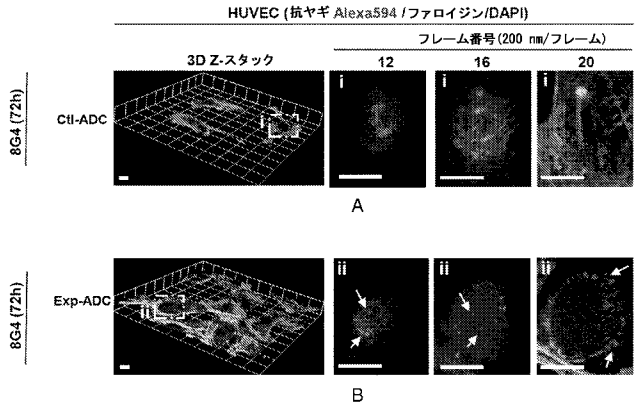 HUVEC (抗ヤギ Alexa594 /ファロイジン/DAPI)
フレーム番号(200 nm/フレーム)
3D Z-スタック 12 16 20
8G4 (72h)
Ctl-ADC
i i i i
A
8G4 (72h)
Exp-ADC
ii ii ii ii
B